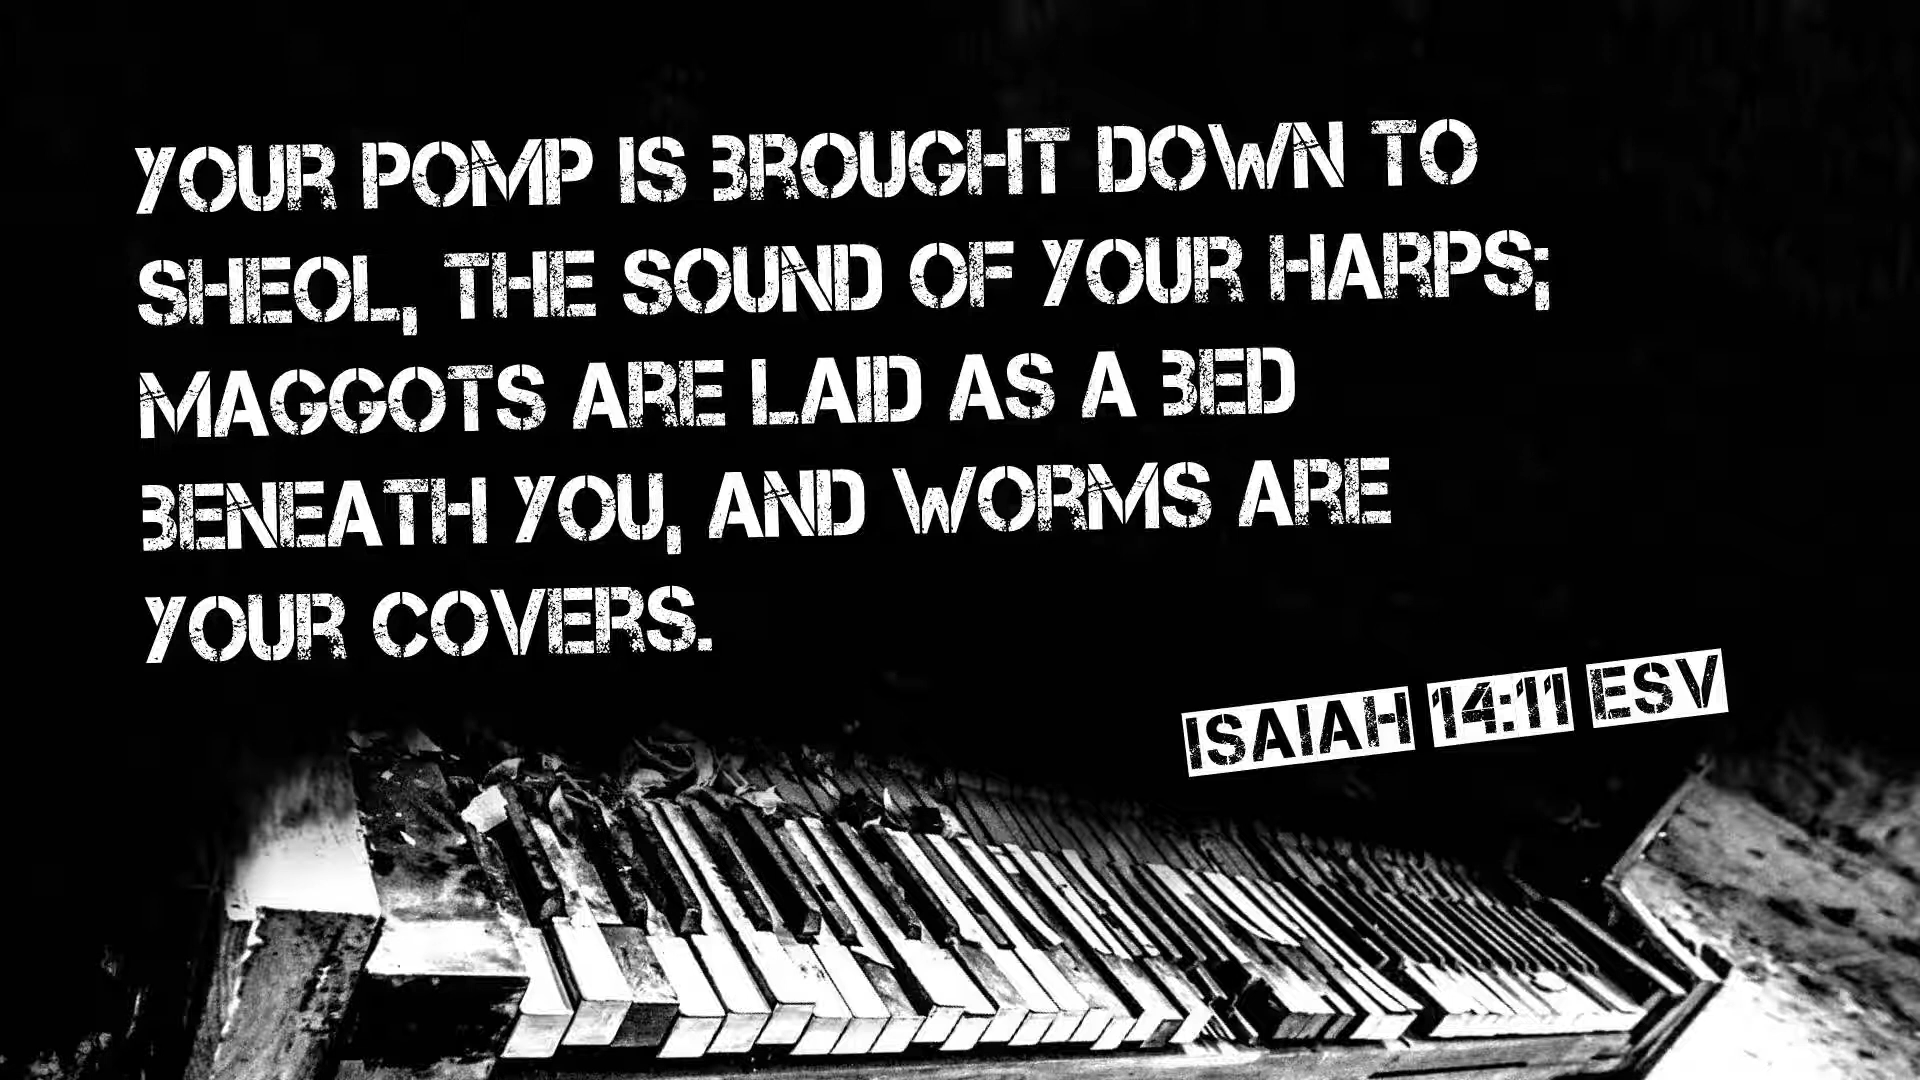 YOUR POMP IS BROUGHT DOWN TO
SHEOL, THE SOUND OF YOUR HARPS;
MAGGOTS ARE LAID AS A BED
BENEATH YOU, AND WORMS ARE
YOUR COVERS.
ISAIAH 14:11 ESV